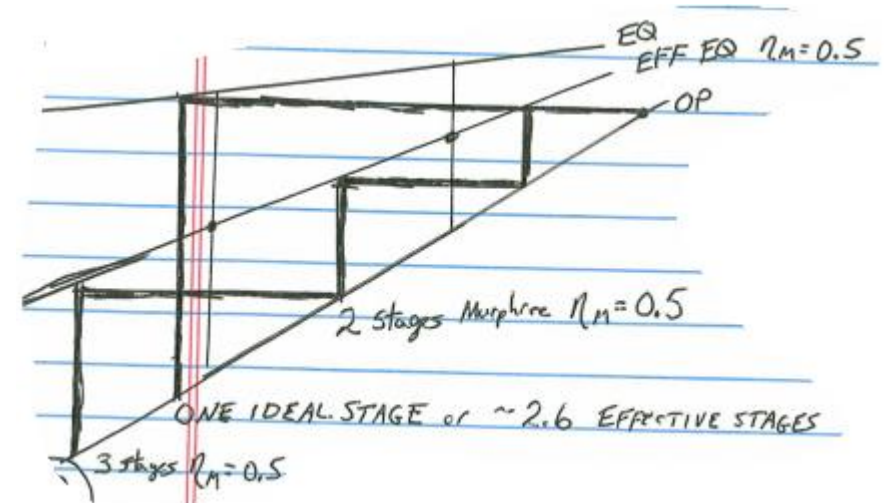 EQ
EFF EQ ηM=0.5
OP
2 stages Murphree ηM=0.5
ONE IDEAL STAGE or ~2.6 EFFECTIVE STAGES
3 stages ηM=0.5